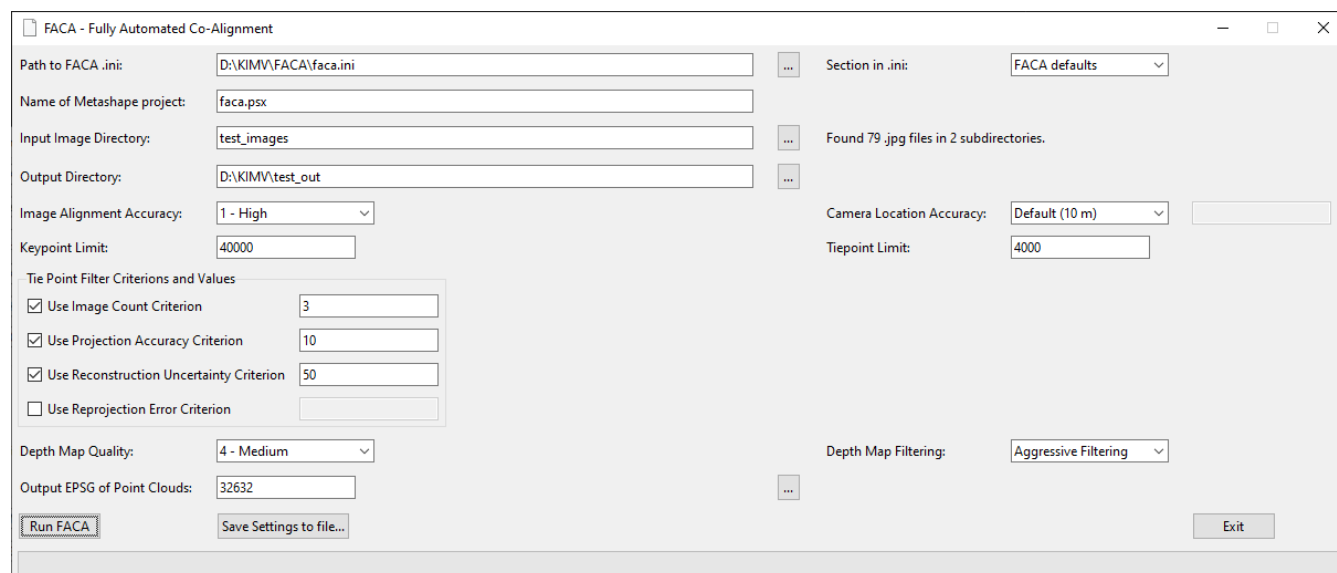 FACA - Fully Automated Co-Alignment
Path to FACA .ini: D:\KIMV\FACA\faca.ini ... Section in .ini: FACA defaults
Name of Metashape project: faca.psx
Input Image Directory: test_images ... Found 79 .jpg files in 2 subdirectories.
Output Directory: D:\KIMV\test_out ...
Image Alignment Accuracy: 1 - High Camera Location Accuracy: Default (10 m)
Keypoint Limit: 40000 Tiepoint Limit: 4000
Tie Point Filter Criterions and Values
Use Image Count Criterion 3
Use Projection Accuracy Criterion 10
Use Reconstruction Uncertainty Criterion 50
Use Reprojection Error Criterion
Depth Map Quality: 4 - Medium Depth Map Filtering: Aggressive Filtering
Output EPSG of Point Clouds: 32632 ...
Run FACA Save Settings to file... Exit